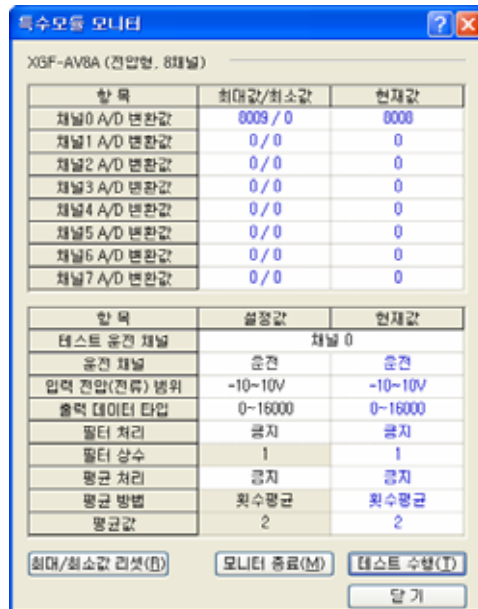 특수모듈 모니터
XGF-AV8A (전압형, 8채널)
항 목 최대값/최소값 현재값
채널0 A/D 변환값 8009 / 0 8008
채널1 A/D 변환값 0 / 0 0
채널2 A/D 변환값 0 / 0 0
채널3 A/D 변환값 0 / 0 0
채널4 A/D 변환값 0 / 0 0
채널5 A/D 변환값 0 / 0 0
채널6 A/D 변환값 0 / 0 0
채널7 A/D 변환값 0 / 0 0
항 목 설정값 현재값
테스트 운전 채널 채널 0
운전 채널 운전 운전
입력 전압(전류) 범위 -10~10V -10~10V
출력 데이터 타입 0~16000 0~16000
필터 처리 금지 금지
필터 상수 1 1
평균 처리 금지 금지
평균 방법 횟수평균 횟수평균
평균값 2 2
최대/최소값 리셋(R) 모니터 종료(M) 테스트 수행(T)
닫 기